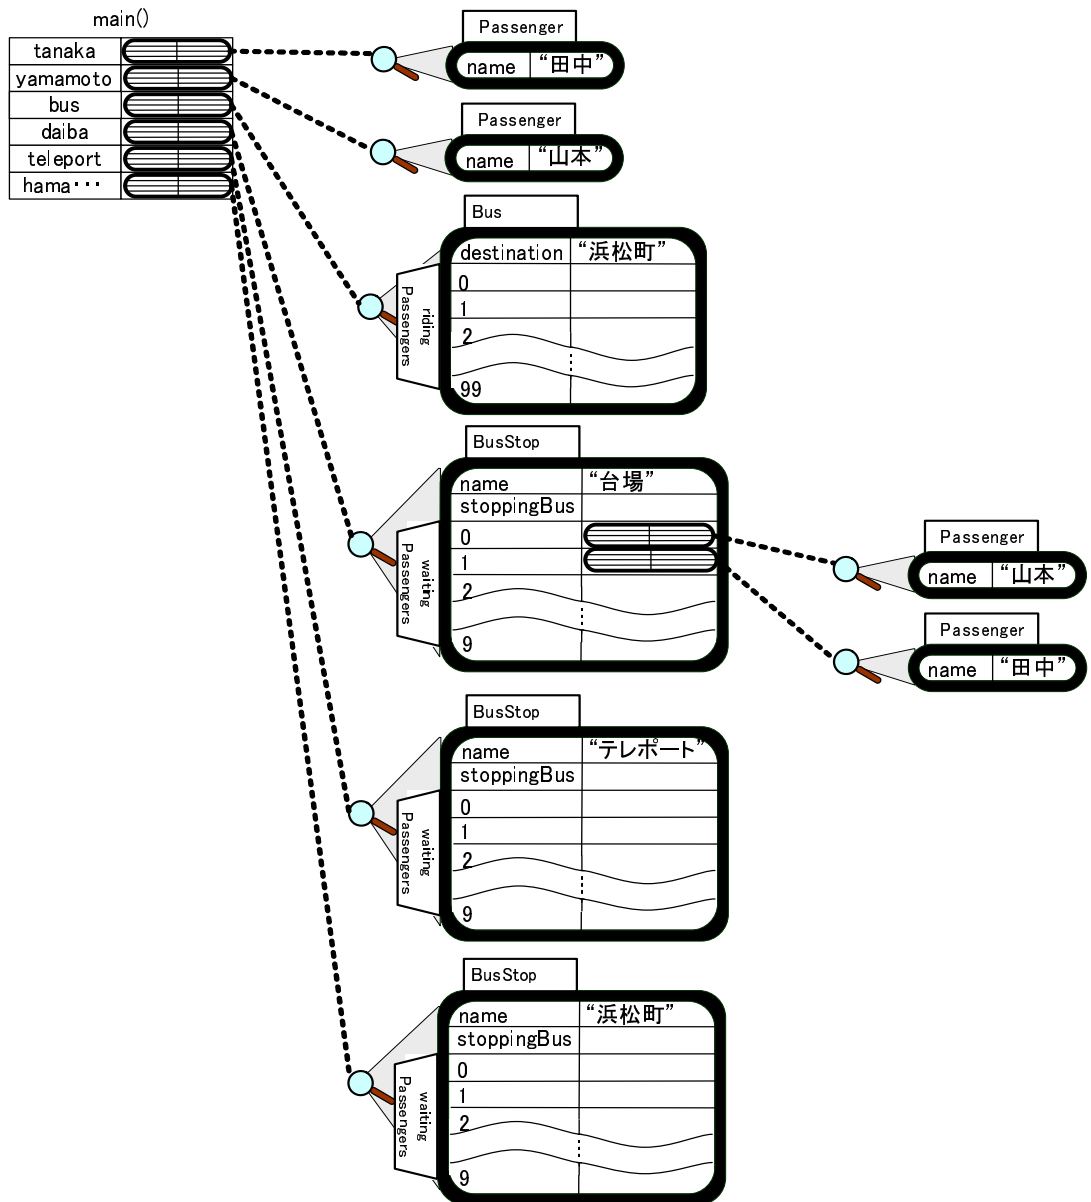 main()
tanaka
yamamoto
bus
daiba
teleport
hama・・・
Passenger
name “田中”
Passenger
name “山本”
Bus
destination “浜松町”
0
1
2
99
riding
Passengers
BusStop
name “台場”
stoppingBus
0
1
2
9
waiting
Passengers
Passenger
name “山本”
Passenger
name “田中”
BusStop
name “テレポート”
stoppingBus
0
1
2
9
waiting
Passengers
BusStop
name “浜松町”
stoppingBus
0
1
2
9
waiting
Passengers